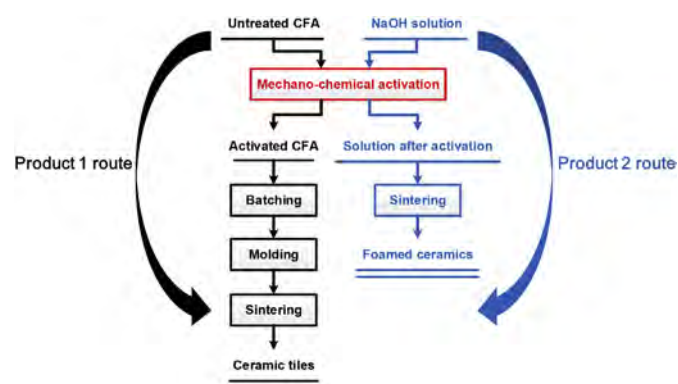 Untreated CFA
NaOH solution
Mechano-chemical activation
Activated CFA
Solution after activation
Product 1 route
Product 2 route
Batching
Sintering
Molding
Foamed ceramics
Sintering
Ceramic tiles